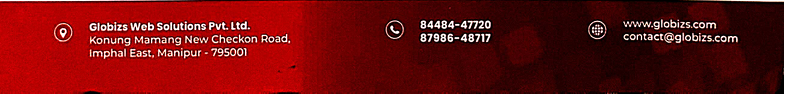 Globizs Web Solutions Pvt. Ltd.
Konung Mamang New Checkon Road,
Imphal East, Manipur - 795001
84484-47720
87986-48717
www.globizs.com
contact@globizs.com